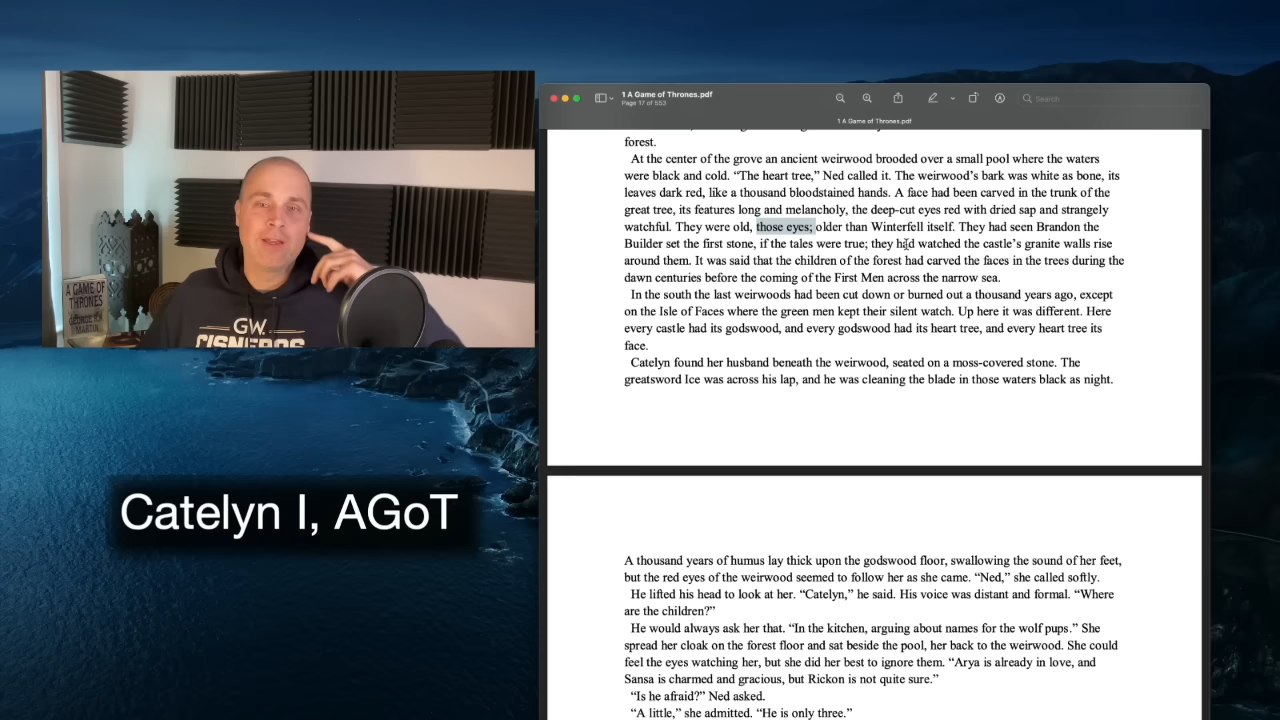 A GAME OF
THRONES
MARTIN
GW.
CISNEROS
Catelyn I, AGoT
1 A Game of Thrones.pdf
Page 17 of 553
Search
1 A Game of Thrones.pdf
forest.
At the center of the grove an ancient weirwood brooded over a small pool where the waters
were black and cold. “The heart tree,” Ned called it. The weirwood’s bark was white as bone, its
leaves dark red, like a thousand bloodstained hands. A face had been carved in the trunk of the
great tree, its features long and melancholy, the deep-cut eyes red with dried sap and strangely
watchful. They were old, those eyes; older than Winterfell itself. They had seen Brandon the
Builder set the first stone, if the tales were true; they had watched the castle’s granite walls rise
around them. It was said that the children of the forest had carved the faces in the trees during the
dawn centuries before the coming of the First Men across the narrow sea.
In the south the last weirwoods had been cut down or burned out a thousand years ago, except
on the Isle of Faces where the green men kept their silent watch. Up here it was different. Here
every castle had its godswood, and every godswood had its heart tree, and every heart tree its
face.
Catelyn found her husband beneath the weirwood, seated on a moss-covered stone. The
greatsword Ice was across his lap, and he was cleaning the blade in those waters black as night.
A thousand years of humus lay thick upon the godswood floor, swallowing the sound of her feet,
but the red eyes of the weirwood seemed to follow her as she came. “Ned,” she called softly.
He lifted his head to look at her. “Catelyn,” he said. His voice was distant and formal. “Where
are the children?”
He would always ask her that. “In the kitchen, arguing about names for the wolf pups.” She
spread her cloak on the forest floor and sat beside the pool, her back to the weirwood. She could
feel the eyes watching her, but she did her best to ignore them. “Arya is already in love, and
Sansa is charmed and gracious, but Rickon is not quite sure.”
“Is he afraid?” Ned asked.
“A little,” she admitted. “He is only three.”